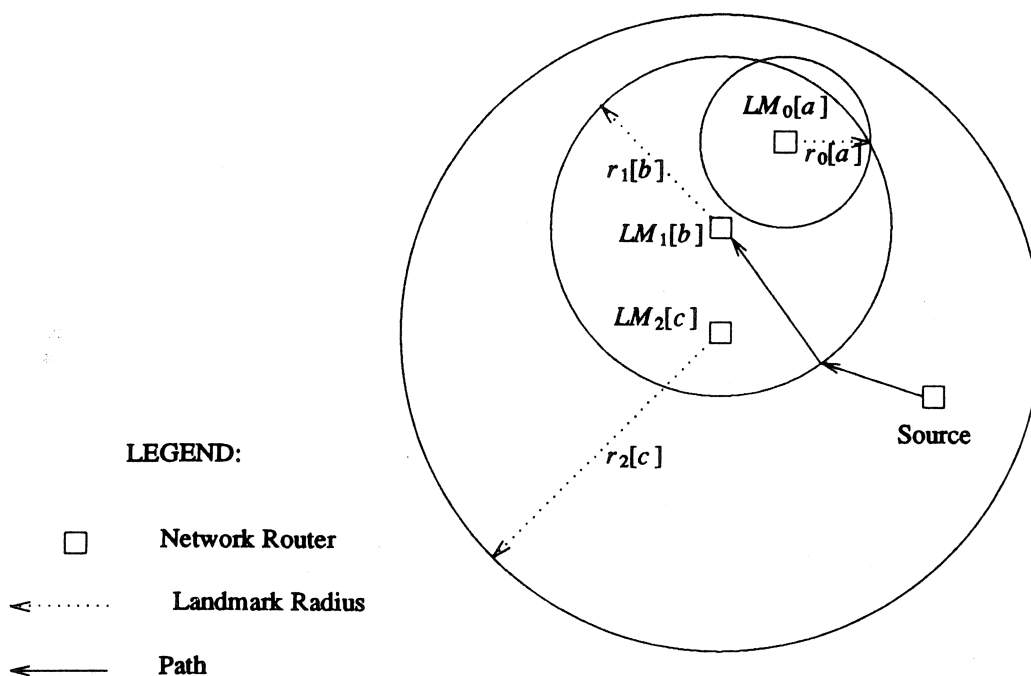 LM₀[a]
r₀[a]
r₁[b]
LM₁[b]
LM₂[c]
Source
r₂[c]
LEGEND:
Network Router
Landmark Radius
Path